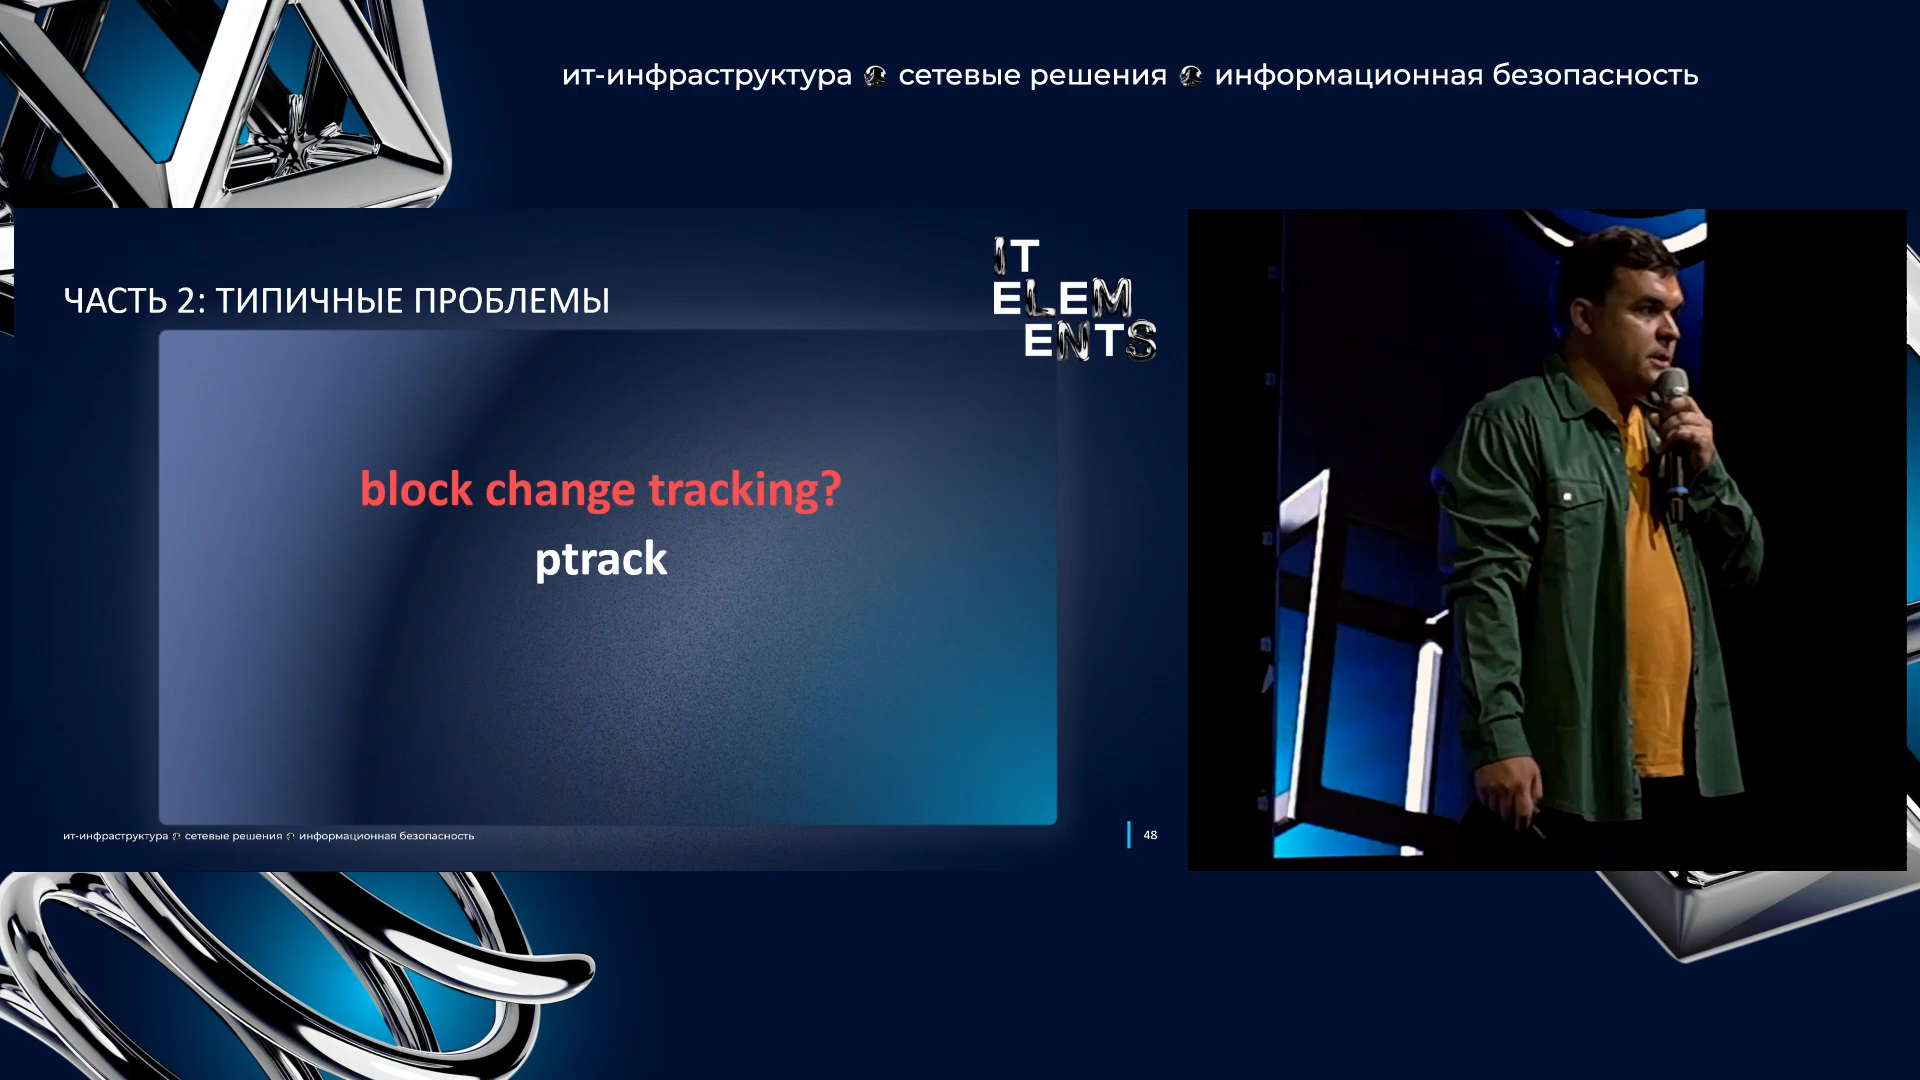 ит-инфраструктура сетевые решения информационная безопасность
IT
ELEM
ENTS
ЧАСТЬ 2: ТИПИЧНЫЕ ПРОБЛЕМЫ
block change tracking?
ptrack
ит-инфраструктура сетевые решения информационная безопасность
48